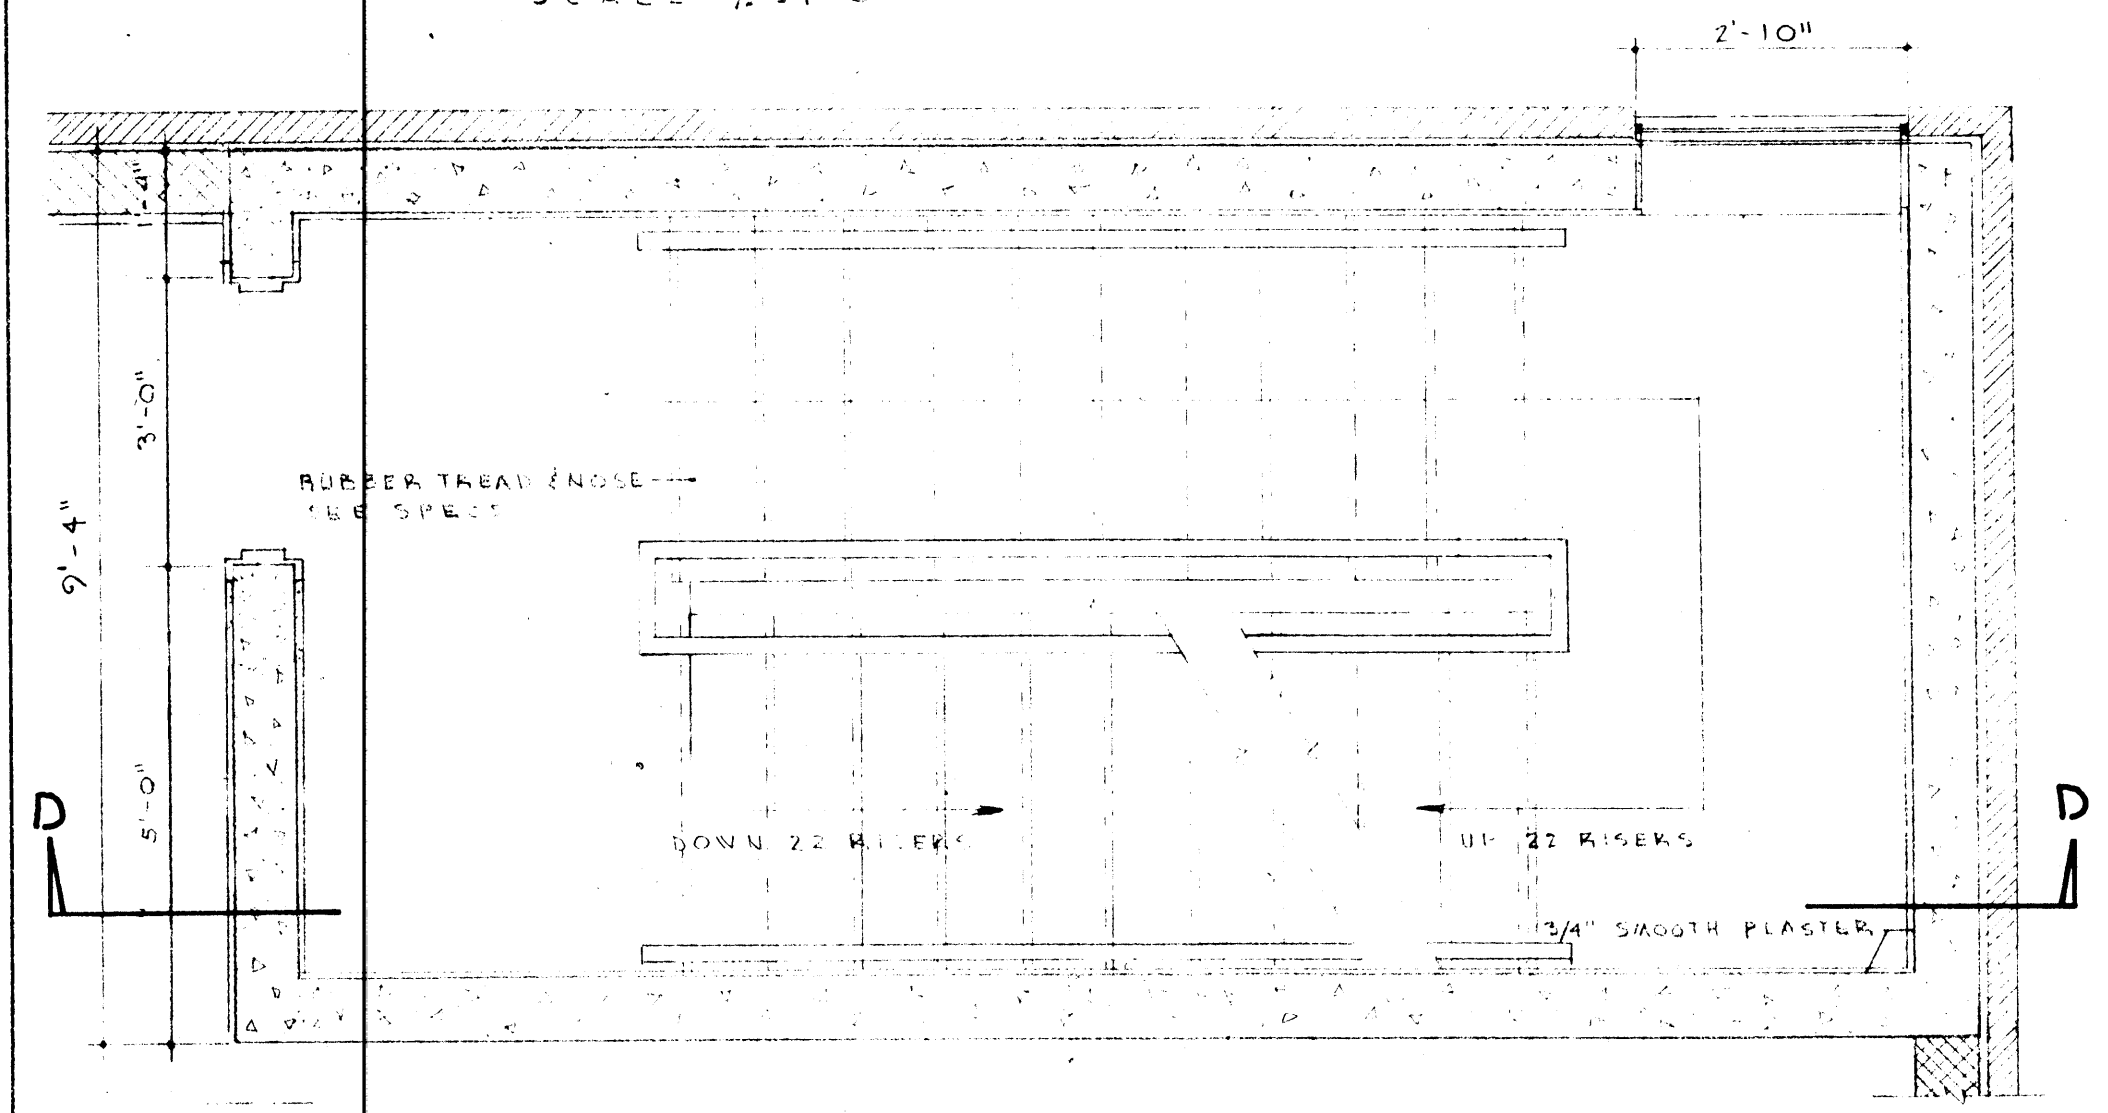 SCALE
2'-10"
1'-4"
3'-0"
9'-4"
RUBBER TREAD & NOSE
SEE SPECS
5'-0"
D
D
DOWN 22 RISERS
UP 22 RISERS
3/4" SMOOTH PLASTER